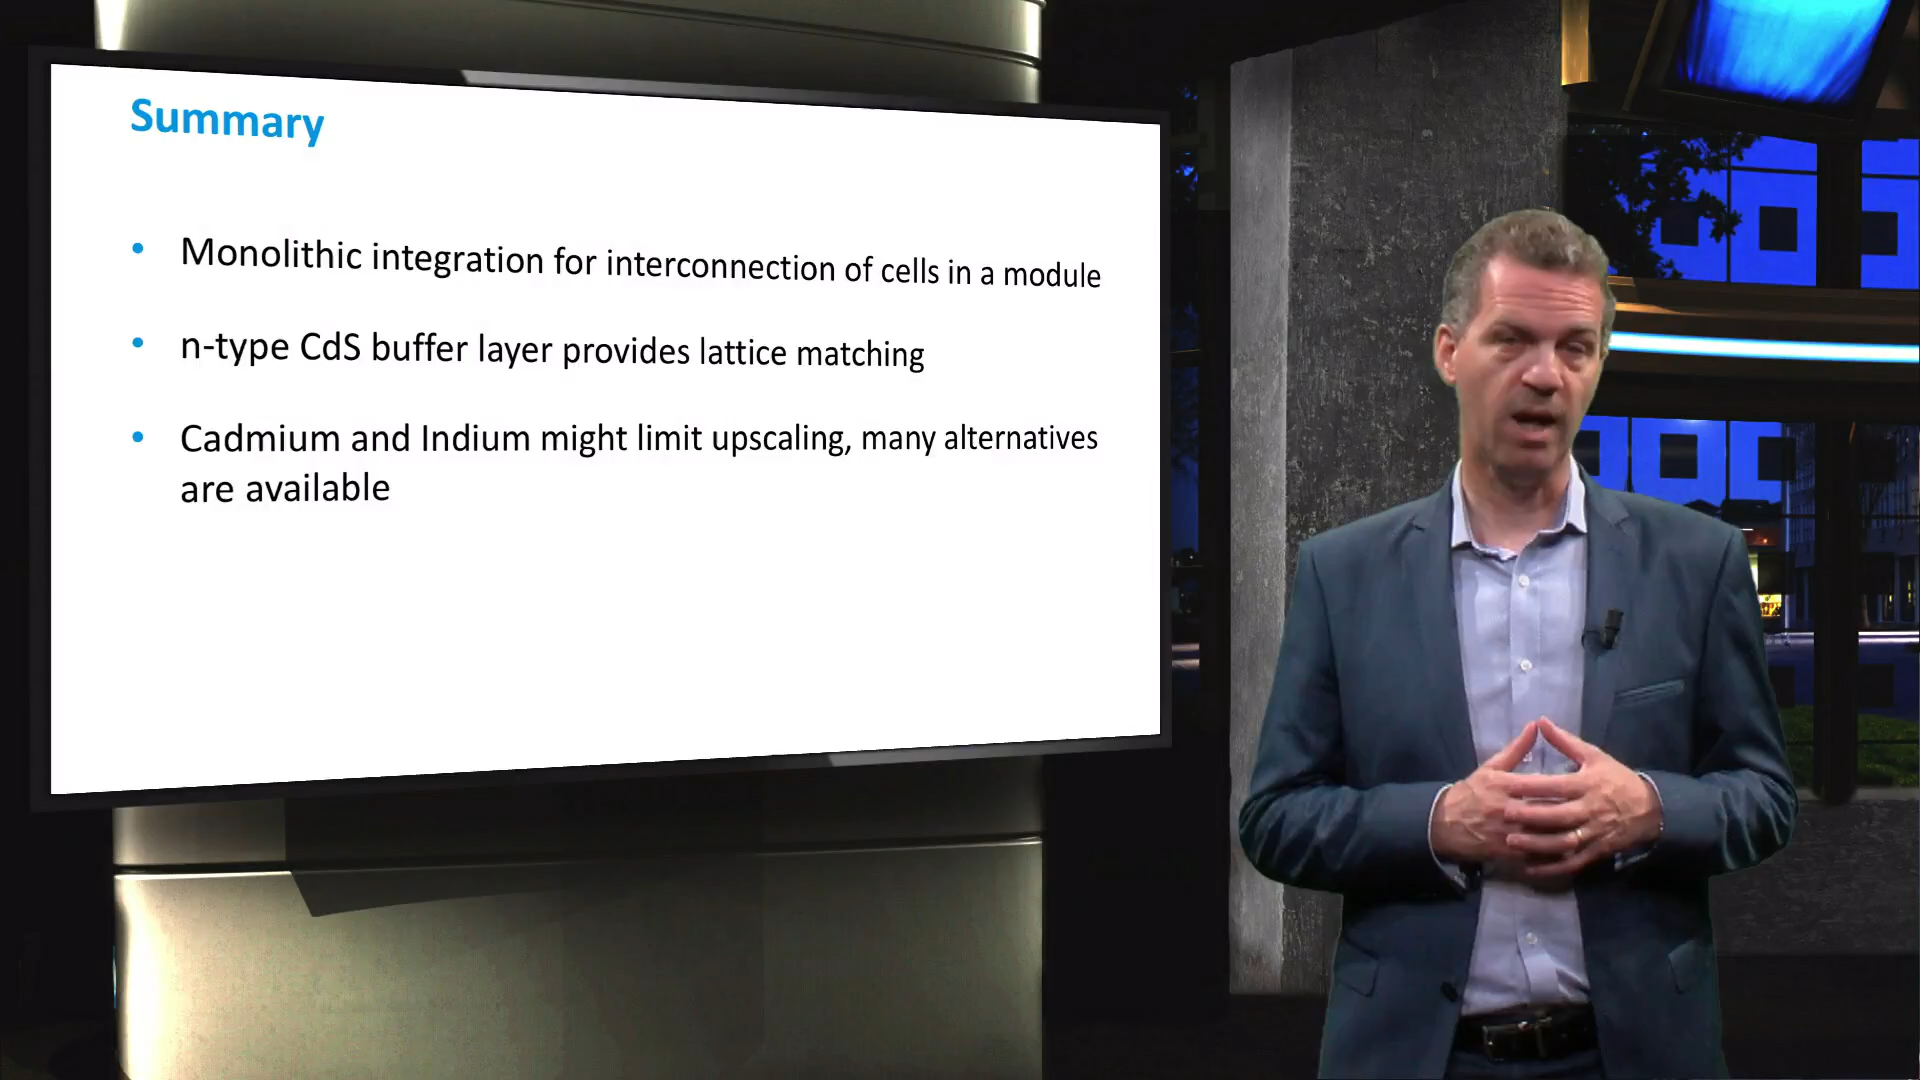 Summary
• Monolithic integration for interconnection of cells in a module
• n-type CdS buffer layer provides lattice matching
• Cadmium and Indium might limit upscaling, many alternatives
are available